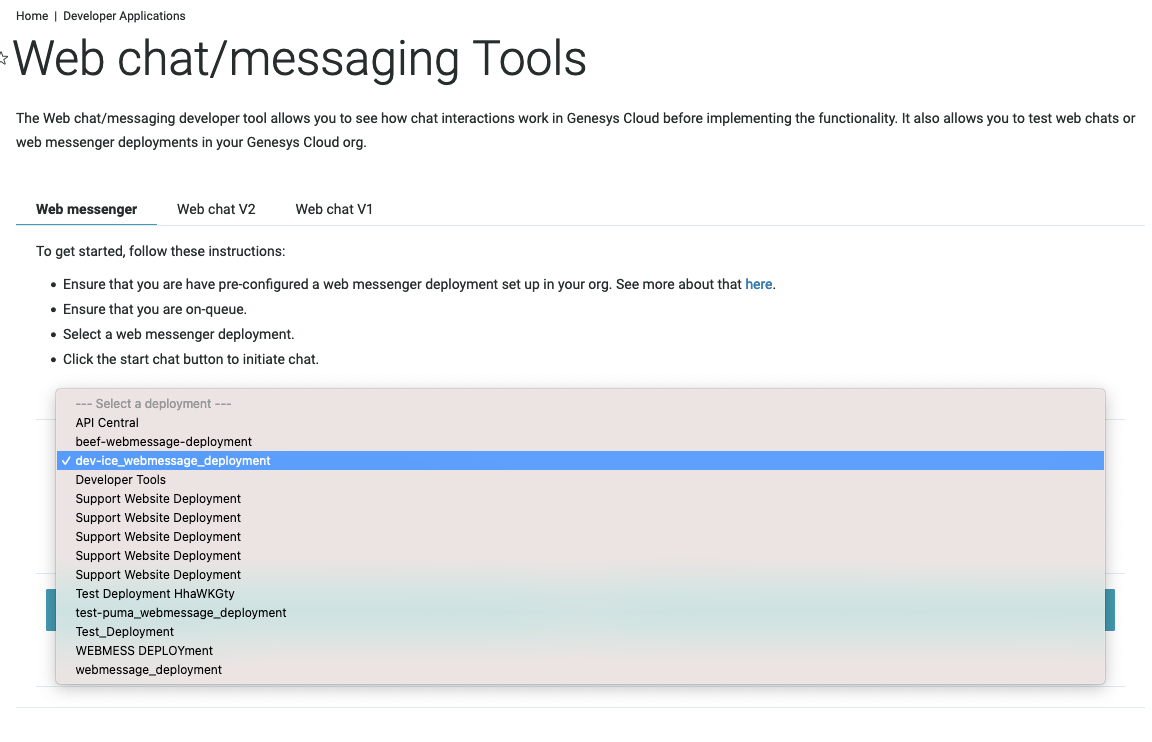 Home | Developer Applications
Web chat/messaging Tools
The Web chat/messaging developer tool allows you to see how chat interactions work in Genesys Cloud before implementing the functionality. It also allows you to test web chats or
web messenger deployments in your Genesys Cloud org.
Web messenger Web chat V2 Web chat V1
To get started, follow these instructions:
• Ensure that you are have pre-configured a web messenger deployment set up in your org. See more about that here.
• Ensure that you are on-queue.
• Select a web messenger deployment.
• Click the start chat button to initiate chat.
--- Select a deployment ---
API Central
beef-webmessage-deployment
✓ dev-ice_webmessage_deployment
Developer Tools
Support Website Deployment
Support Website Deployment
Support Website Deployment
Support Website Deployment
Support Website Deployment
Test Deployment HhaWKGty
test-puma_webmessage_deployment
Test_Deployment
WEBMESS DEPLOYment
webmessage_deployment